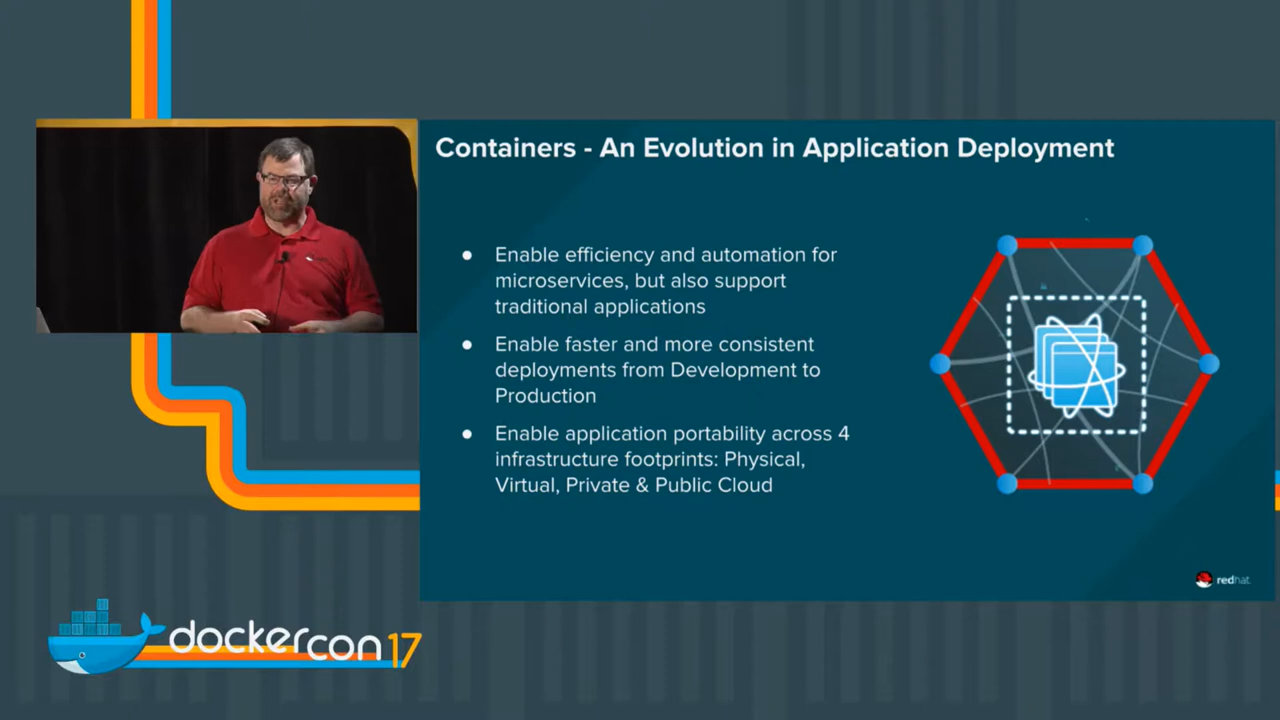 Containers - An Evolution in Application Deployment
● Enable efficiency and automation for
microservices, but also support
traditional applications
● Enable faster and more consistent
deployments from Development to
Production
● Enable application portability across 4
infrastructure footprints: Physical,
Virtual, Private & Public Cloud
redhat
dockercon17